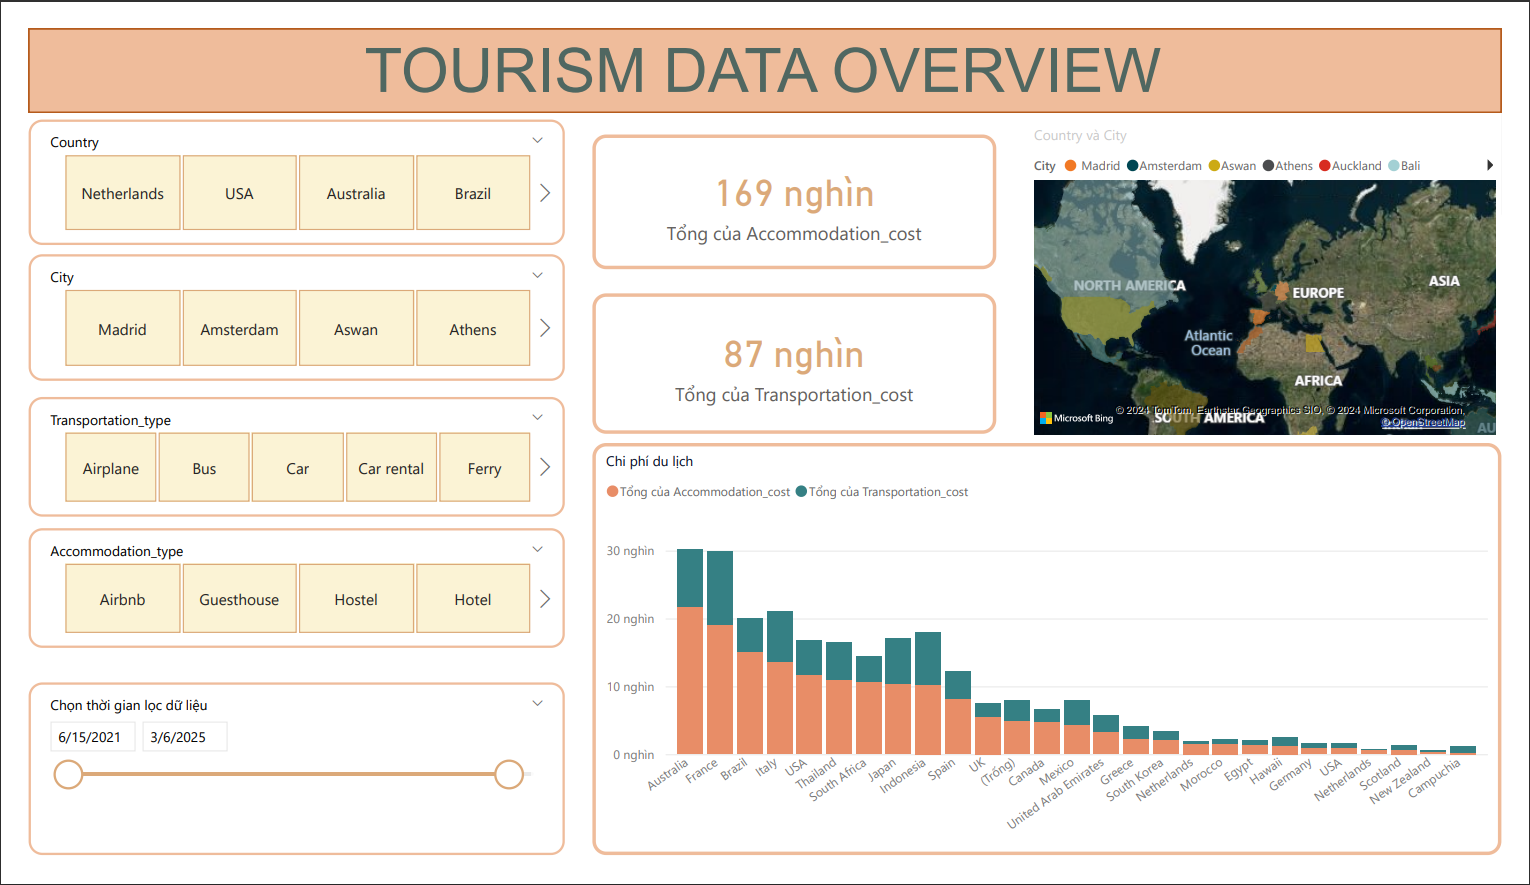 TOURISM DATA OVERVIEW
Country
Netherlands USA Australia Brazil
City
Madrid Amsterdam Aswan Athens
Transportation_type
Airplane Bus Car Car rental Ferry
Accommodation_type
Airbnb Guesthouse Hostel Hotel
Chọn thời gian lọc dữ liệu
6/15/2021 3/6/2025
169 nghìn
Tổng của Accommodation_cost
87 nghìn
Tổng của Transportation_cost
Country và City
City Madrid Amsterdam Aswan Athens Auckland Bali
NORTH AMERICA
EUROPE
ASIA
Atlantic
Ocean
AFRICA
SOUTH AMERICA
AU
Microsoft Bing
© 2024 TomTom, Earthstar Geographics SIO, © 2024 Microsoft Corporation,
© OpenStreetMap
Chi phí du lịch
Tổng của Accommodation_cost Tổng của Transportation_cost
30 nghìn
20 nghìn
10 nghìn
0 nghìn
Australia
France
Brazil
Italy
USA
Thailand
South Africa
Japan
Indonesia
Spain
UK
(Trống)
Canada
Mexico
United Arab Emirates
Greece
South Korea
Netherlands
Morocco
Egypt
Hawaii
Germany
USA
Netherlands
Scotland
New Zealand
Campuchia